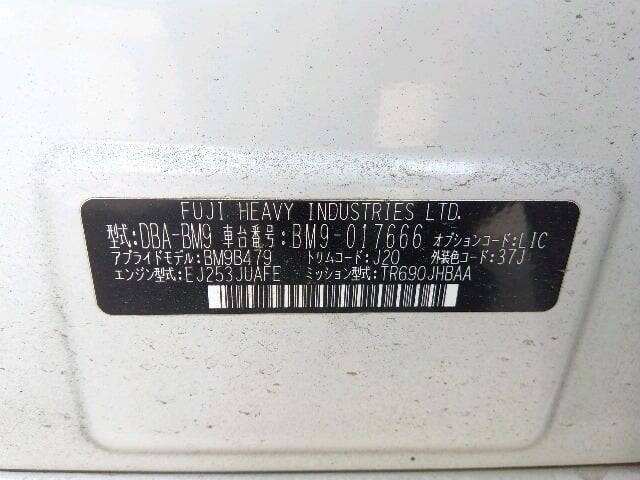 FUJI HEAVY INDUSTRIES LTD.
型式:DBA-BM9 車台番号:BM9-017666 オプションコード:LIC
アプライドモデル:BM9B479 トリムコード:J20 外装色コード:37J
エンジン型式:EJ253JUAFE ミッション型式:TR690JHBAA